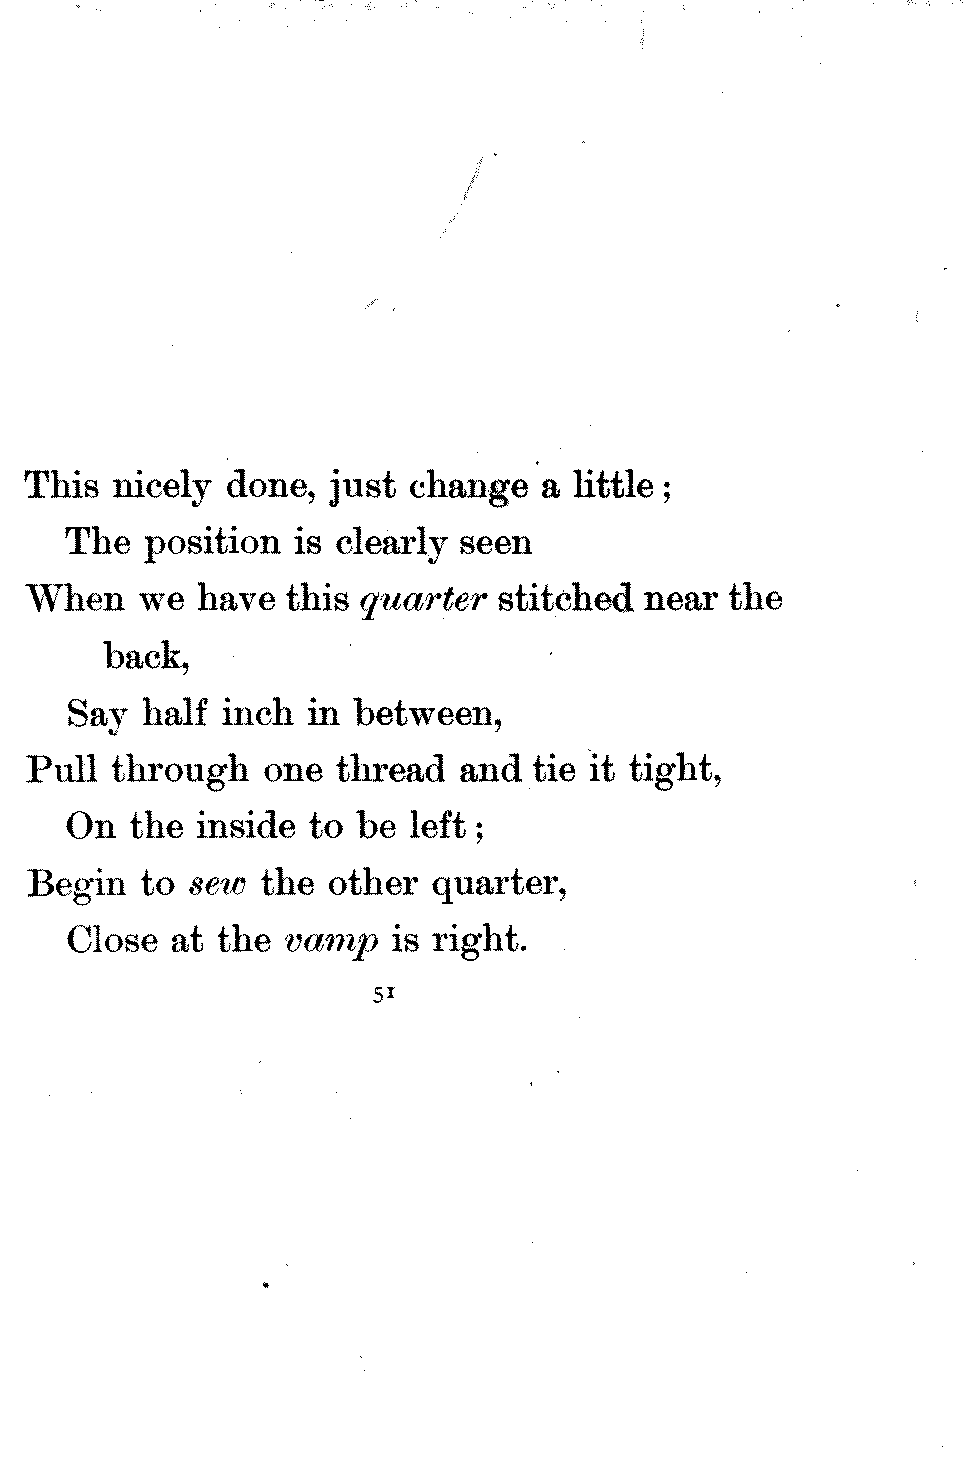 This nicely done, just change a little;
The position is clearly seen
When we have this quarter stitched near the
back,
Say half inch in between,
Pull through one thread and tie it tight,
On the inside to be left;
Begin to sew the other quarter,
Close at the vamp is right.
51